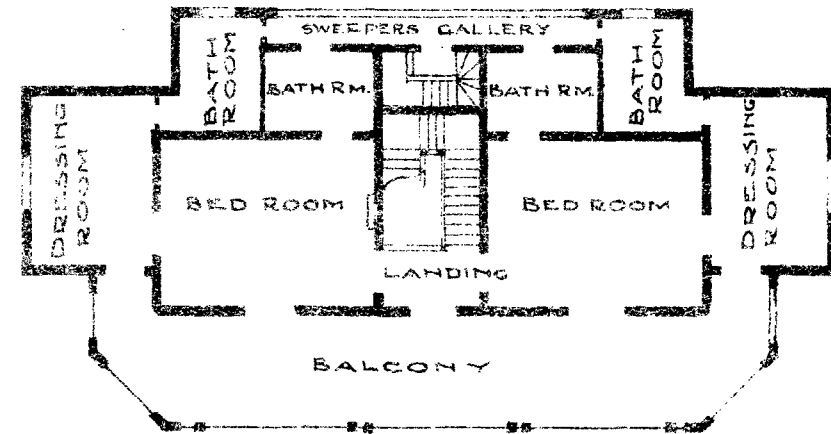 SWEEPERS GALLERY
BATH
ROOM
BATH RM.
BATH RM.
BATH
ROOM
DRESSING
ROOM
BED ROOM
BED ROOM
DRESSING
ROOM
LANDING
BALCONY